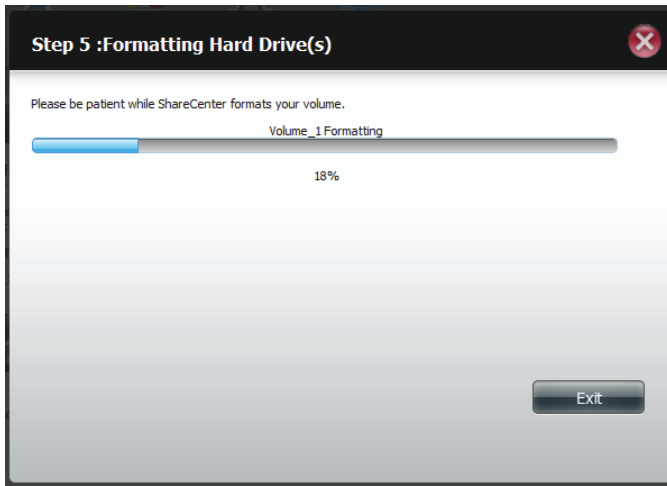 Step 5 :Formatting Hard Drive(s)
Please be patient while ShareCenter formats your volume.
Volume_1 Formatting
18%
Exit